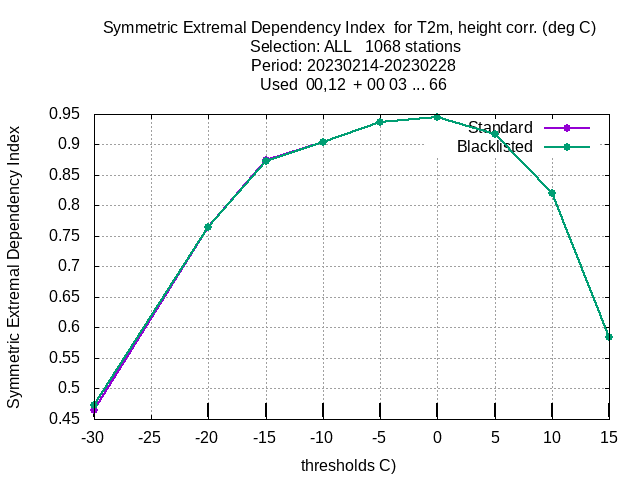 Symmetric Extremal Dependency Index  for T2m, height corr. (deg C)
Selection: ALL   1068 stations
Period: 20230214-20230228
Used  00,12  + 00 03 ... 66
Symmetric Extremal Dependency Index
0.95
0.9
0.85
0.8
0.75
0.7
0.65
0.6
0.55
0.5
0.45
Standard
Blacklisted
-30 -25 -20 -15 -10 -5 0 5 10 15
thresholds C)